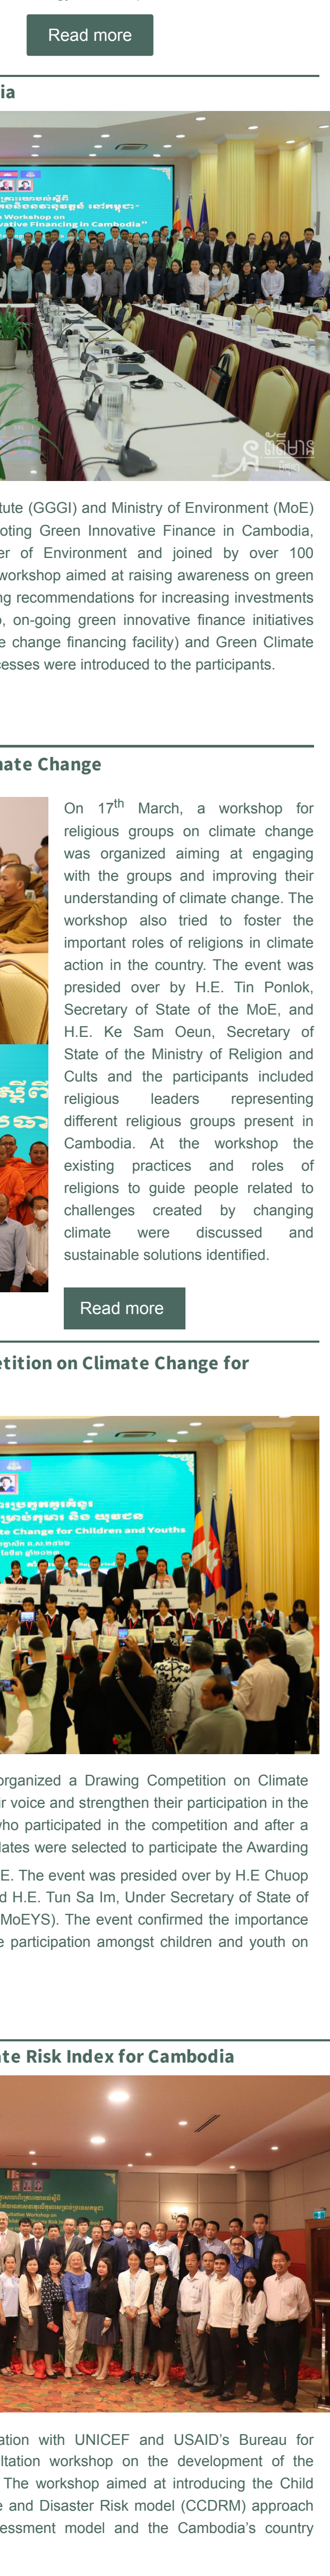 Read more
ia
e Workshop on
vative Financing in Cambodia"
tute (GGGI) and Ministry of Environment (MoE)
oting Green Innovative Finance in Cambodia,
er of Environment and joined by over 100
workshop aimed at raising awareness on green
ng recommendations for increasing investments
, on-going green innovative finance initiatives
e change financing facility) and Green Climate
cesses were introduced to the participants.
mate Change
On 17th March, a workshop for
religious groups on climate change
was organized aiming at engaging
with the groups and improving their
understanding of climate change. The
workshop also tried to foster the
important roles of religions in climate
action in the country. The event was
presided over by H.E. Tin Ponlok,
Secretary of State of the MoE, and
H.E. Ke Sam Oeun, Secretary of
State of the Ministry of Religion and
Cults and the participants included
religious leaders representing
different religious groups present in
Cambodia. At the workshop the
existing practices and roles of
religions to guide people related to
challenges created by changing
climate were discussed and
sustainable solutions identified.
Read more
etition on Climate Change for
te Change for Children and Youths
organized a Drawing Competition on Climate
ir voice and strengthen their participation in the
who participated in the competition and after a
dates were selected to participate the Awarding
E. The event was presided over by H.E Chuop
d H.E. Tun Sa Im, Under Secretary of State of
MoEYS). The event confirmed the importance
e participation amongst children and youth on
ate Risk Index for Cambodia
ation with UNICEF and USAID's Bureau for
ltation workshop on the development of the
The workshop aimed at introducing the Child
e and Disaster Risk model (CCDRM) approach
essment model and the Cambodia's country